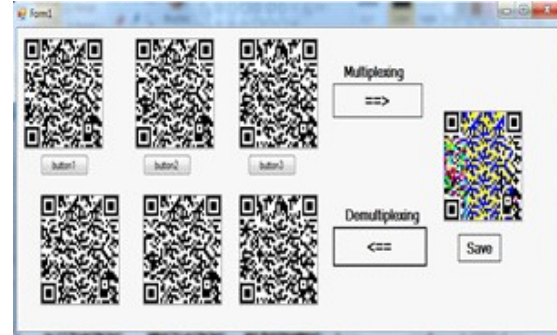 Form1
Multiplexing
==>
button1
button2
button3
Demultiplexing
<==
Save